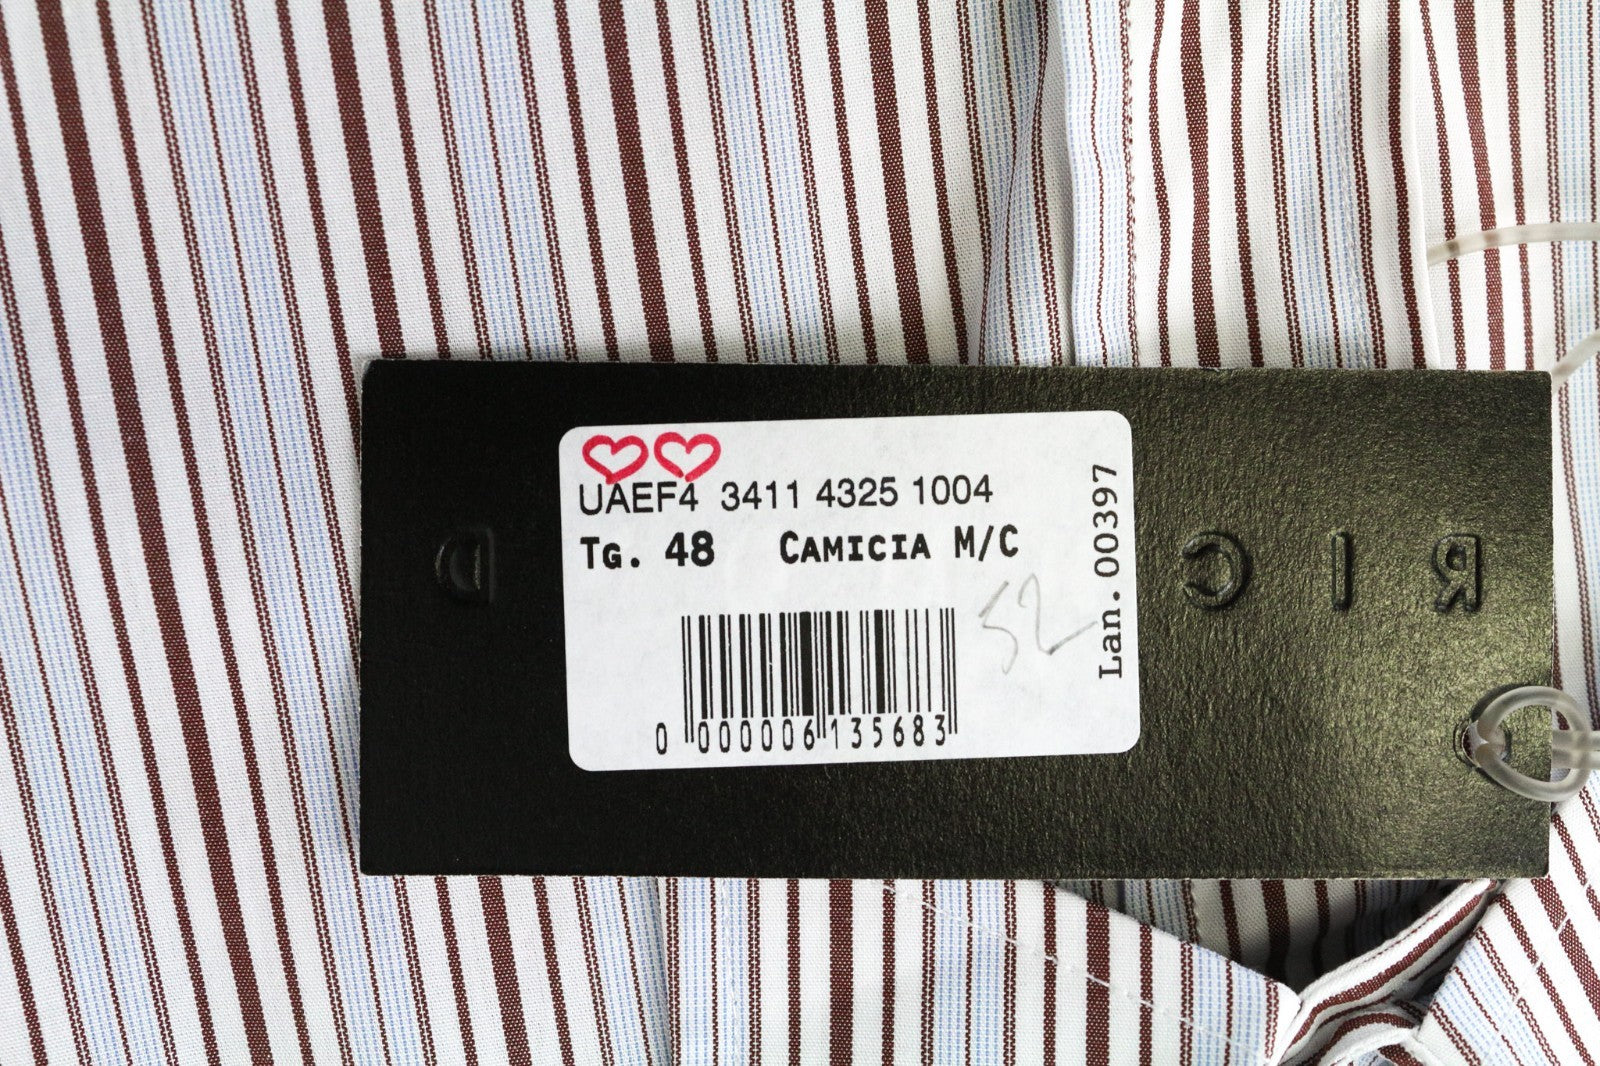 UAEF4 3411 4325 1004
TG. 48 CAMICIA M/C
52
0 000006 135683
Lan. 00397